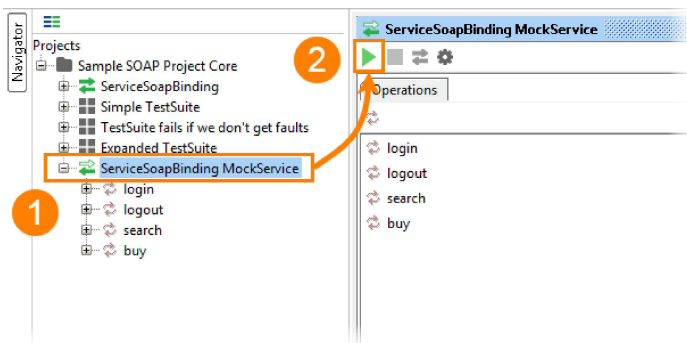 Navigator
Projects
Sample SOAP Project Core
ServiceSoapBinding
Simple TestSuite
TestSuite fails if we don't get faults
Expanded TestSuite
ServiceSoapBinding MockService
login
logout
search
buy
1
2
ServiceSoapBinding MockService
Operations
login
logout
search
buy